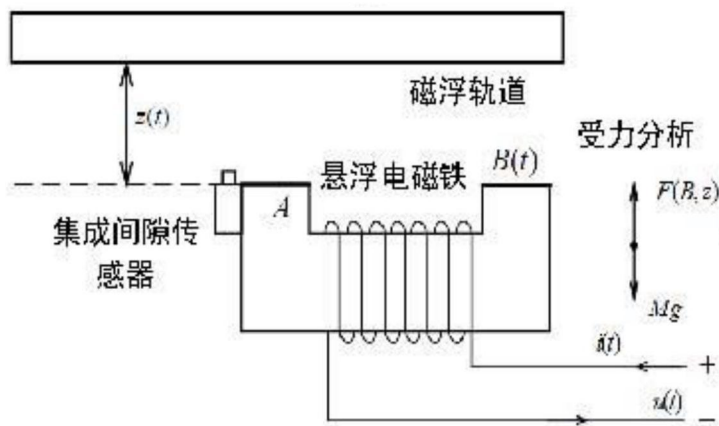 磁浮轨道
z(t)
受力分析
B(t)
悬浮电磁铁
A
F(B,z)
集成间隙传
感器
Mg
i(t)
+
u(t)
−